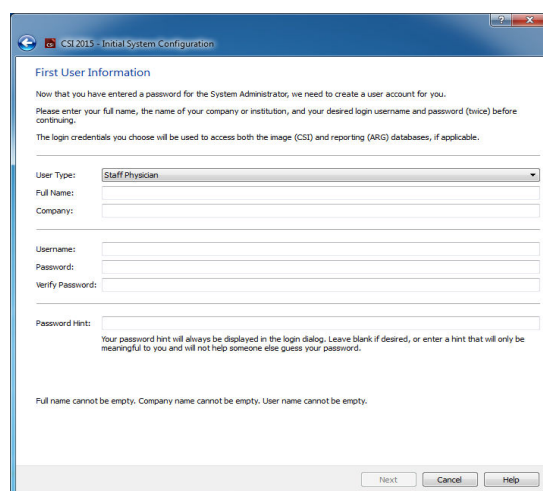 CSI 2015 - Initial System Configuration
First User Information
Now that you have entered a password for the System Administrator, we need to create a user account for you.
Please enter your full name, the name of your company or institution, and your desired login username and password (twice) before
continuing.
The login credentials you choose will be used to access both the image (CSI) and reporting (ARG) databases, if applicable.
User Type: Staff Physician
Full Name:
Company:
Username:
Password:
Verify Password:
Password Hint:
Your password hint will always be displayed in the login dialog. Leave blank if desired, or enter a hint that will only be
meaningful to you and will not help someone else guess your password.
Full name cannot be empty. Company name cannot be empty. User name cannot be empty.
Next Cancel Help